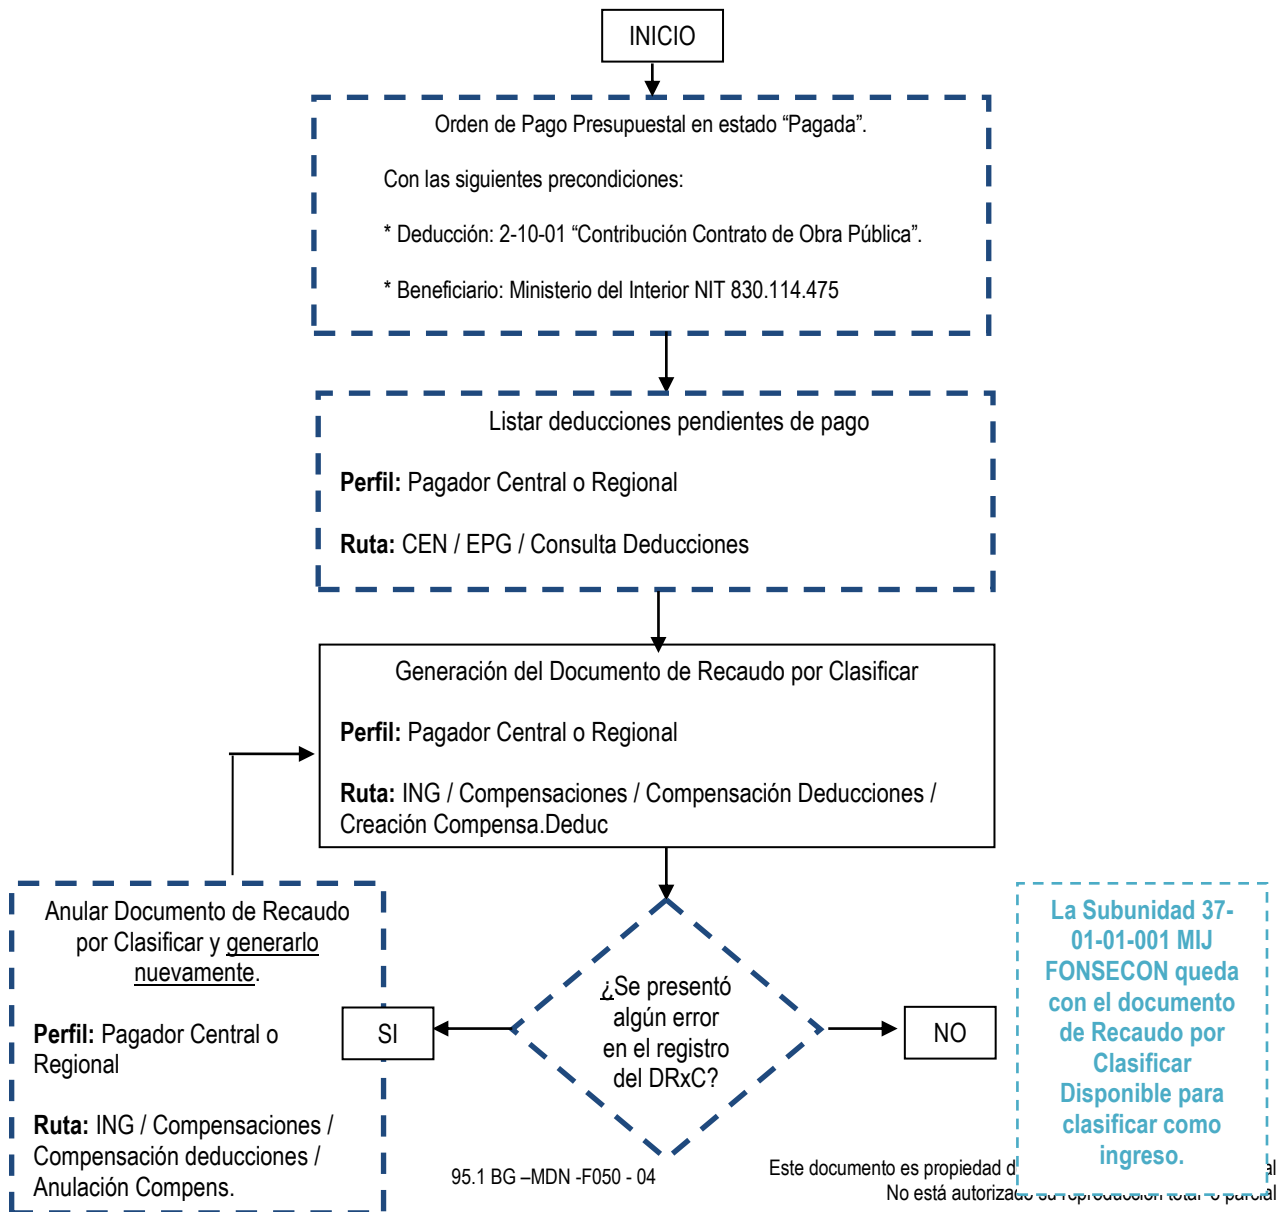 INICIO
Orden de Pago Presupuestal en estado “Pagada”.
Con las siguientes precondiciones:
* Deducción: 2-10-01 “Contribución Contrato de Obra Pública”.
* Beneficiario: Ministerio del Interior NIT 830.114.475
Listar deducciones pendientes de pago
Perfil: Pagador Central o Regional
Ruta: CEN / EPG / Consulta Deducciones
Generación del Documento de Recaudo por Clasificar
Perfil: Pagador Central o Regional
Ruta: ING / Compensaciones / Compensación Deducciones /
Creación Compensa.Deduc
Anular Documento de Recaudo
por Clasificar y generarlo
nuevamente.
Perfil: Pagador Central o
Regional
Ruta: ING / Compensaciones /
Compensación deducciones /
Anulación Compens.
SI
¿Se presentó
algún error
en el registro
del DRxC?
NO
La Subunidad 37-
01-01-001 MIJ
FONSECON queda
con el documento
de Recaudo por
Clasificar
Disponible para
clasificar como
ingreso.
95.1 BG –MDN -F050 - 04
Este documento es propiedad
No está autorizado su reproducción total o parcial